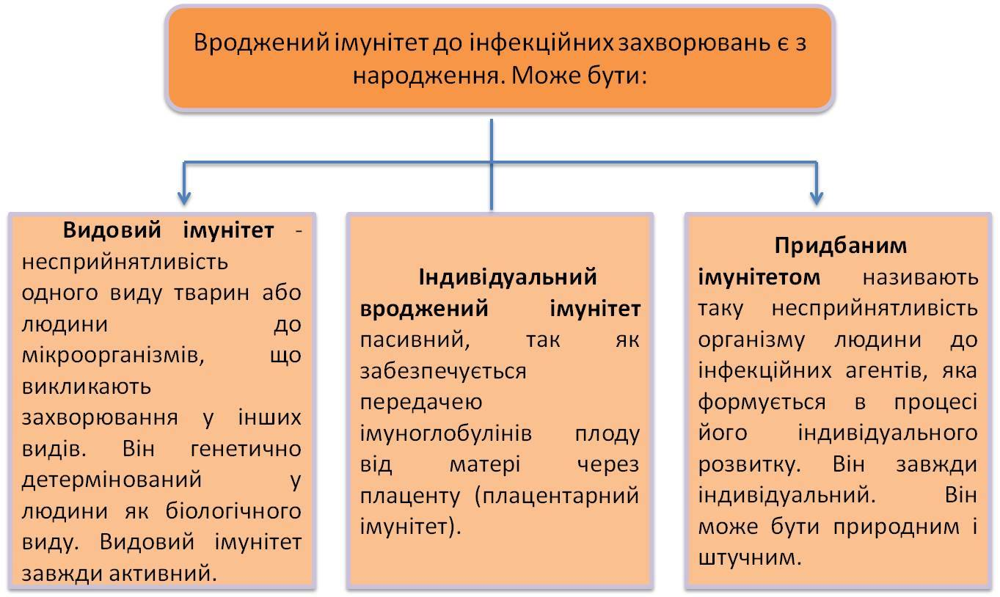 Вроджений імунітет до інфекційних захворювань є з
народження. Може бути:
Видовий імунітет -
несприйнятливість
одного виду тварин або
людини до
мікроорганізмів, що
викликають
захворювання у інших
видів. Він генетично
детермінований у
людини як біологічного
виду. Видовий імунітет
завжди активний.
Індивідуальний
вроджений імунітет
пасивний, так як
забезпечується
передачею
імуноглобулінів плоду
від матері через
плаценту (плацентарний
імунітет).
Придбаним
імунітетом називають
таку несприйнятливість
організму людини до
інфекційних агентів, яка
формується в процесі
його індивідуального
розвитку. Він завжди
індивідуальний. Він
може бути природним і
штучним.